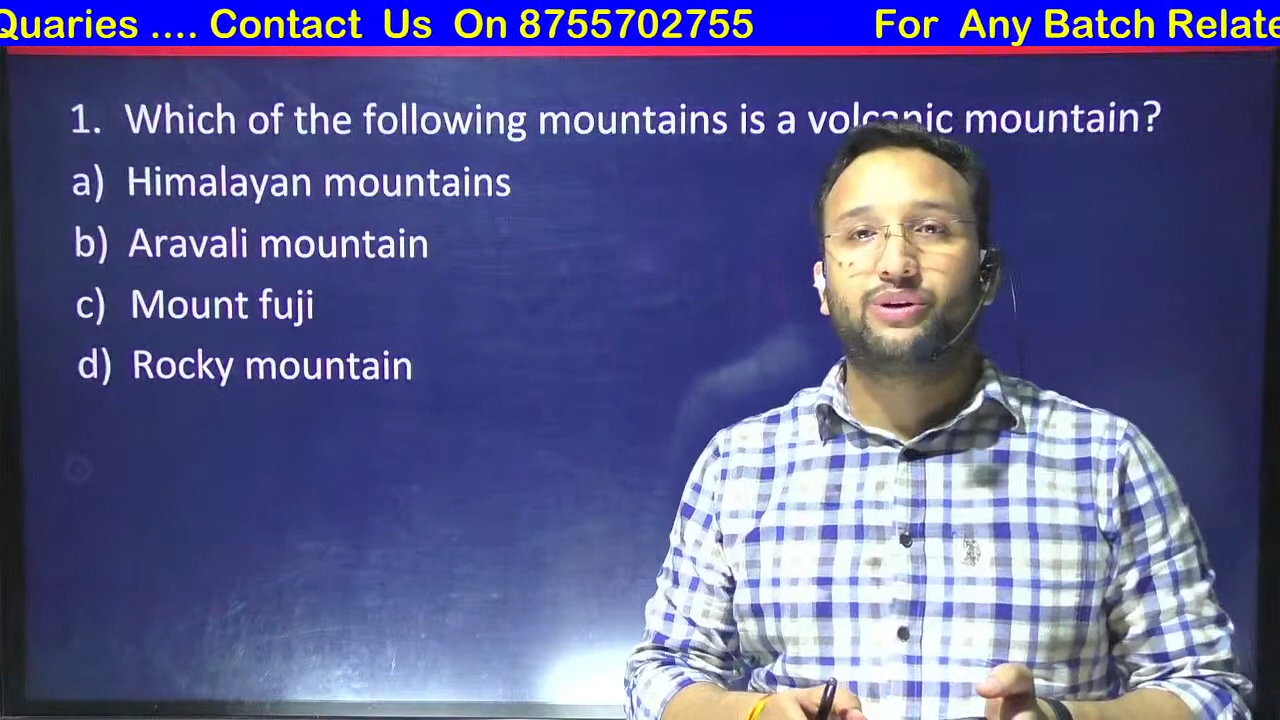 Quaries .... Contact Us On 8755702755 For Any Batch Relate
1. Which of the following mountains is a volcanic mountain?
a) Himalayan mountains
b) Aravali mountain
c) Mount fuji
d) Rocky mountain